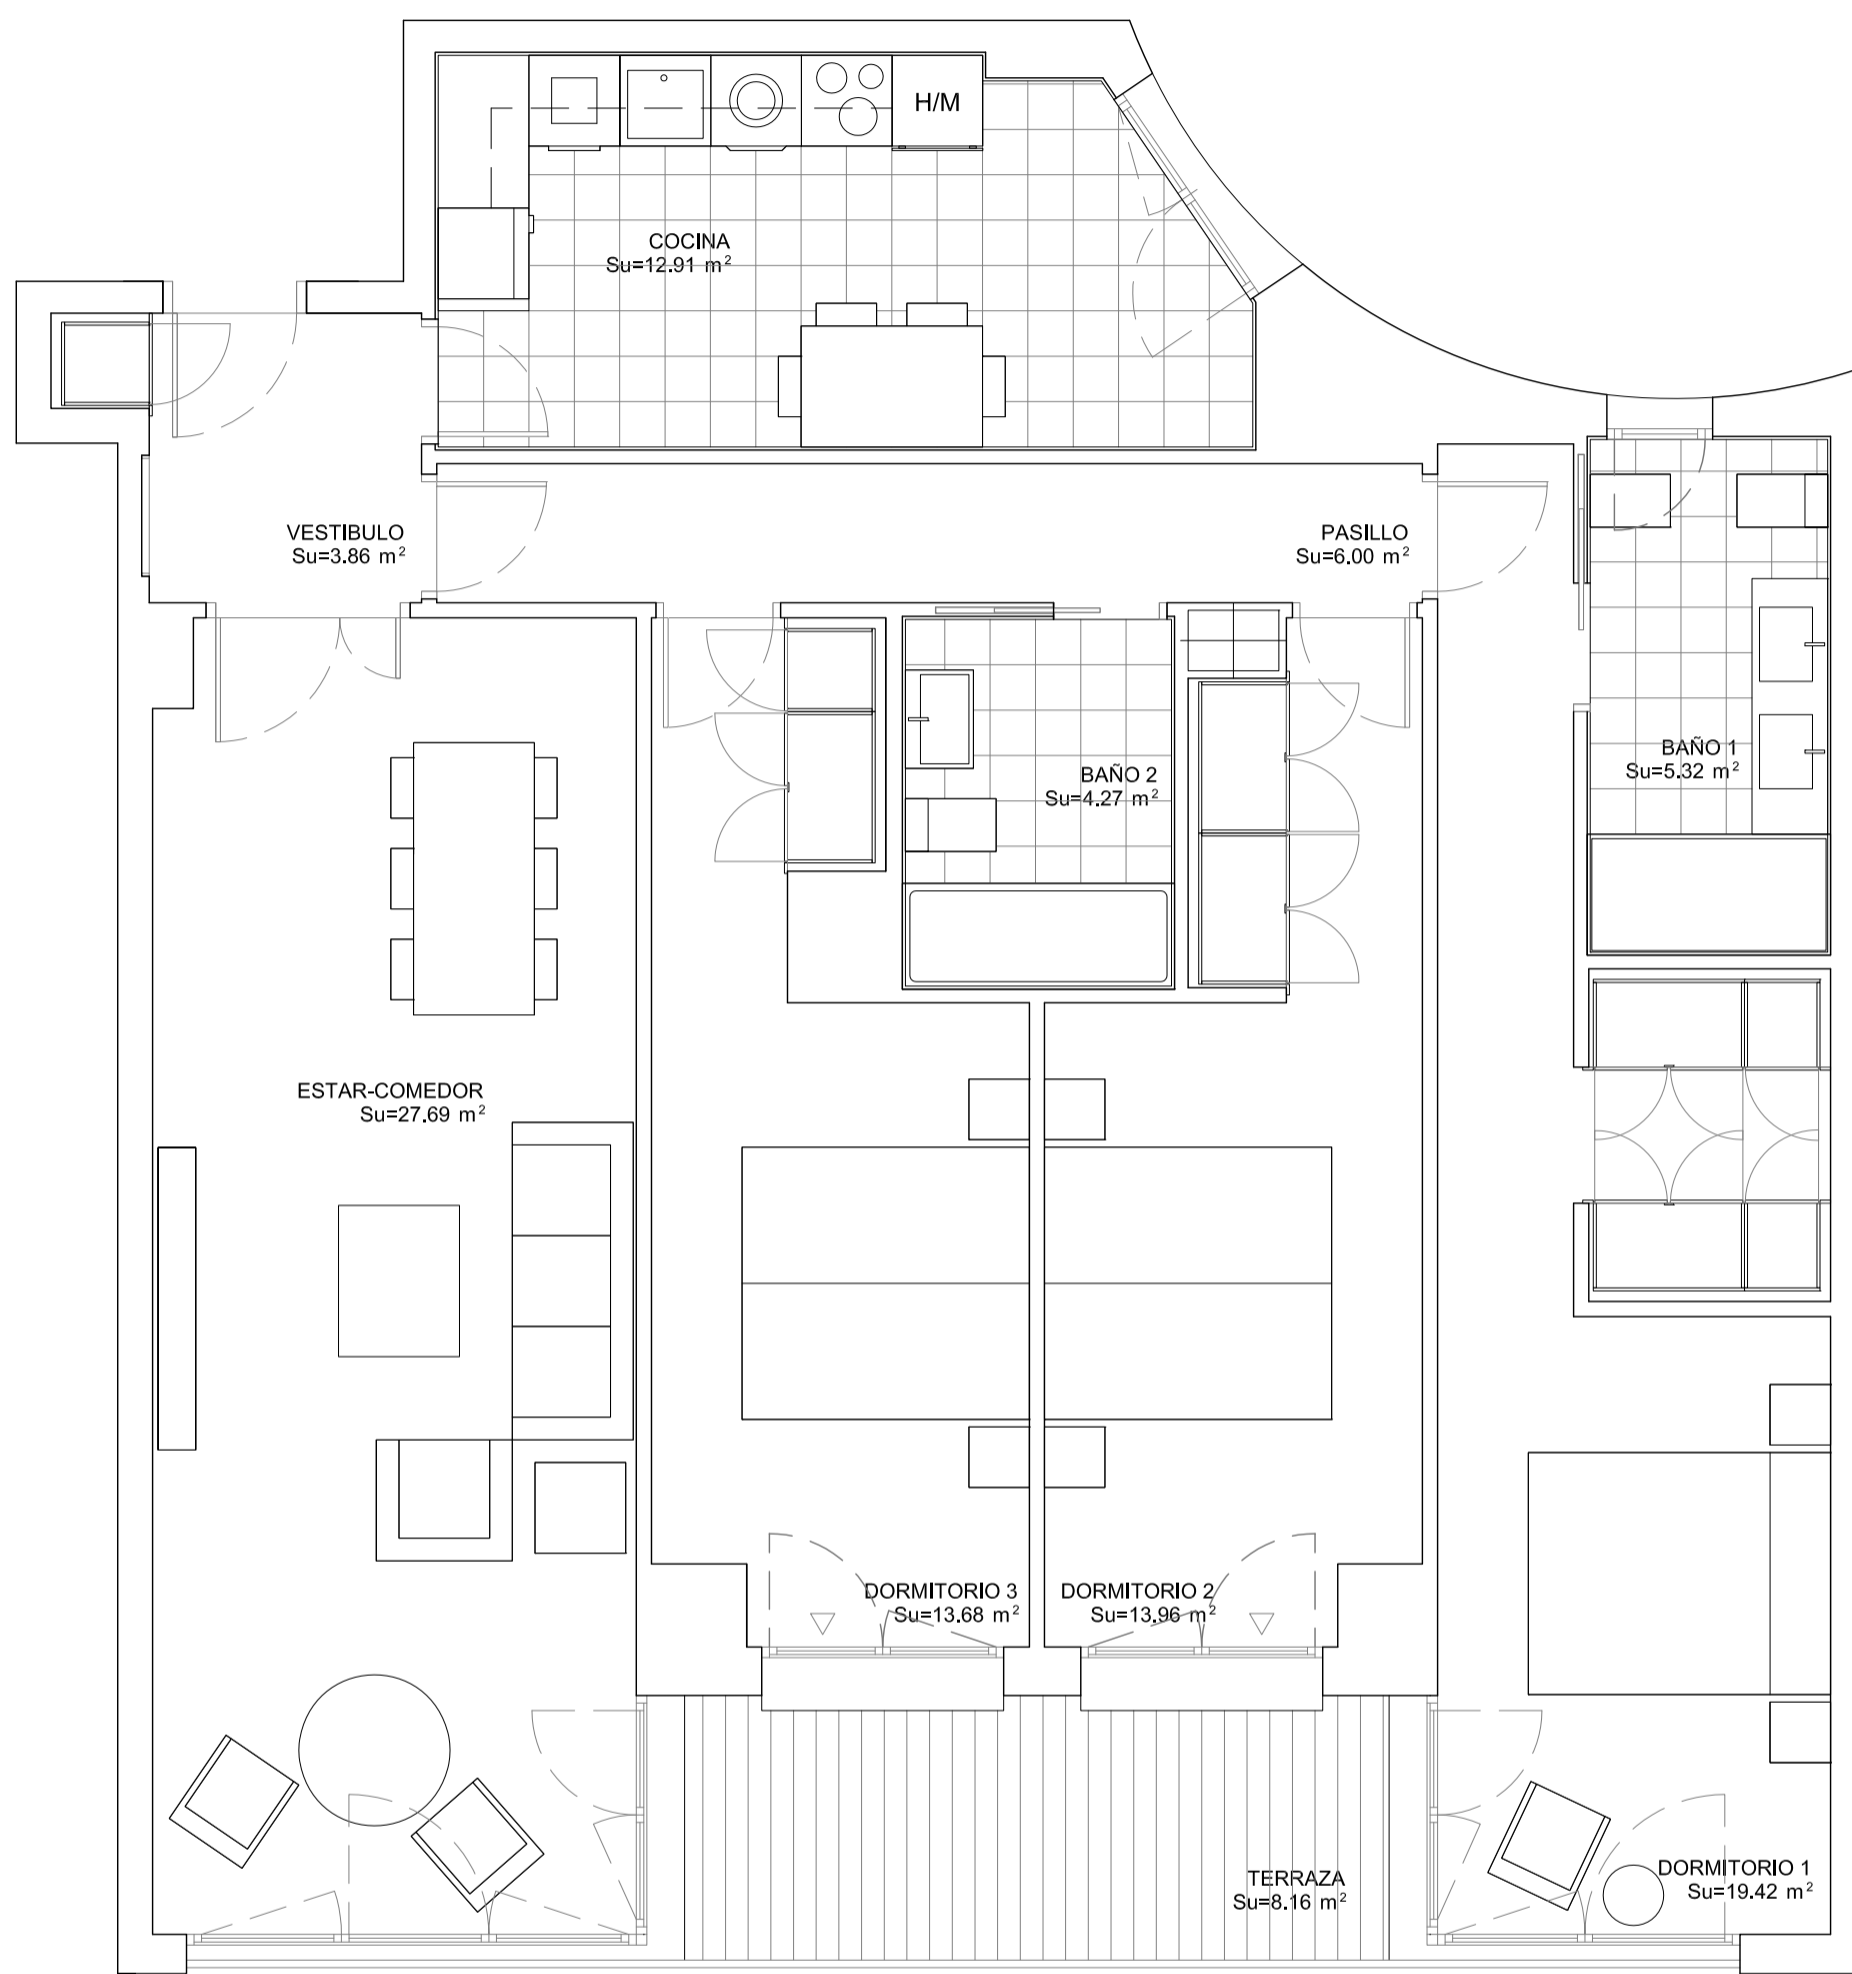 H/M
COCINA
Su=12.91 m²
VESTIBULO
Su=3.86 m²
PASILLO
Su=6.00 m²
BAÑO 1
Su=5.32 m²
BAÑO 2
Su=4.27 m²
ESTAR-COMEDOR
Su=27.69 m²
DORMITORIO 3
Su=13.68 m²
DORMITORIO 2
Su=13.96 m²
TERRAZA
Su=8.16 m²
DORMITORIO 1
Su=19.42 m²